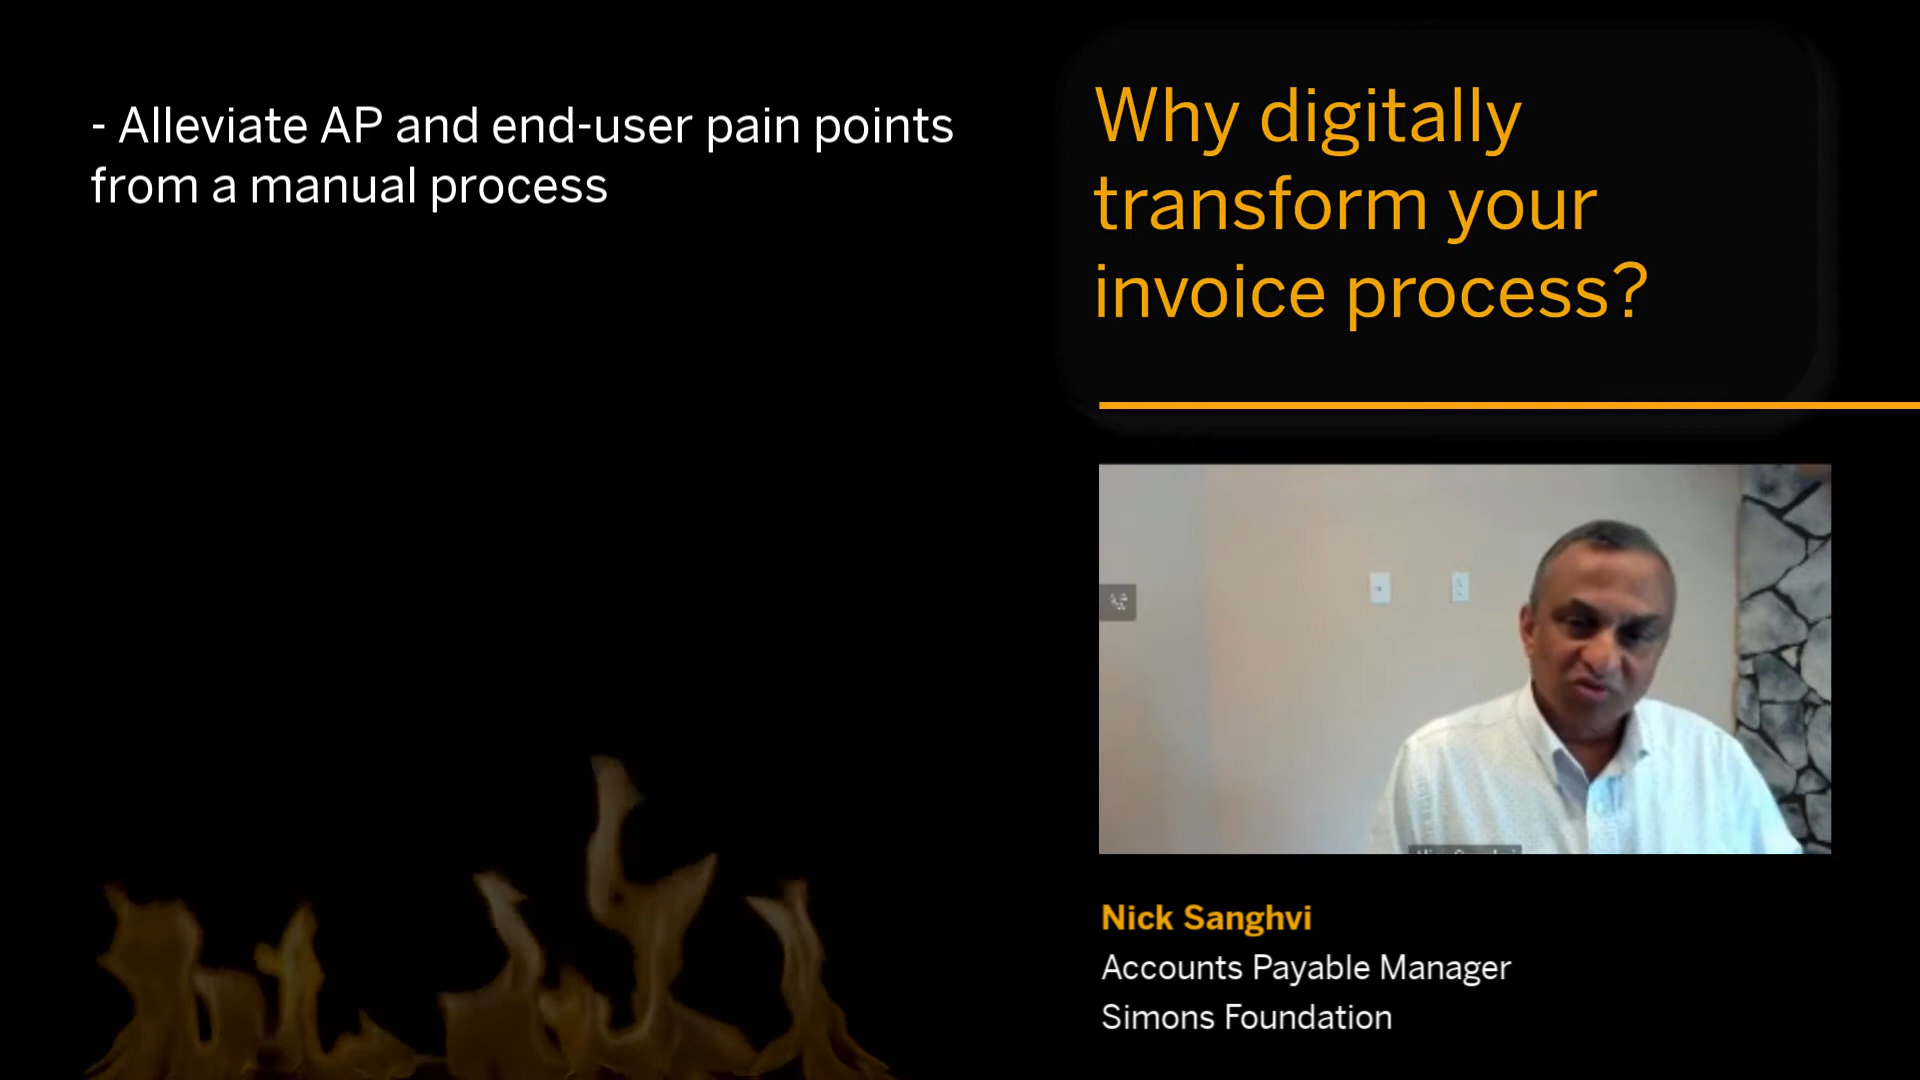 - Alleviate AP and end-user pain points
from a manual process
Why digitally
transform your
invoice process?
Nick Sanghvi
Accounts Payable Manager
Simons Foundation